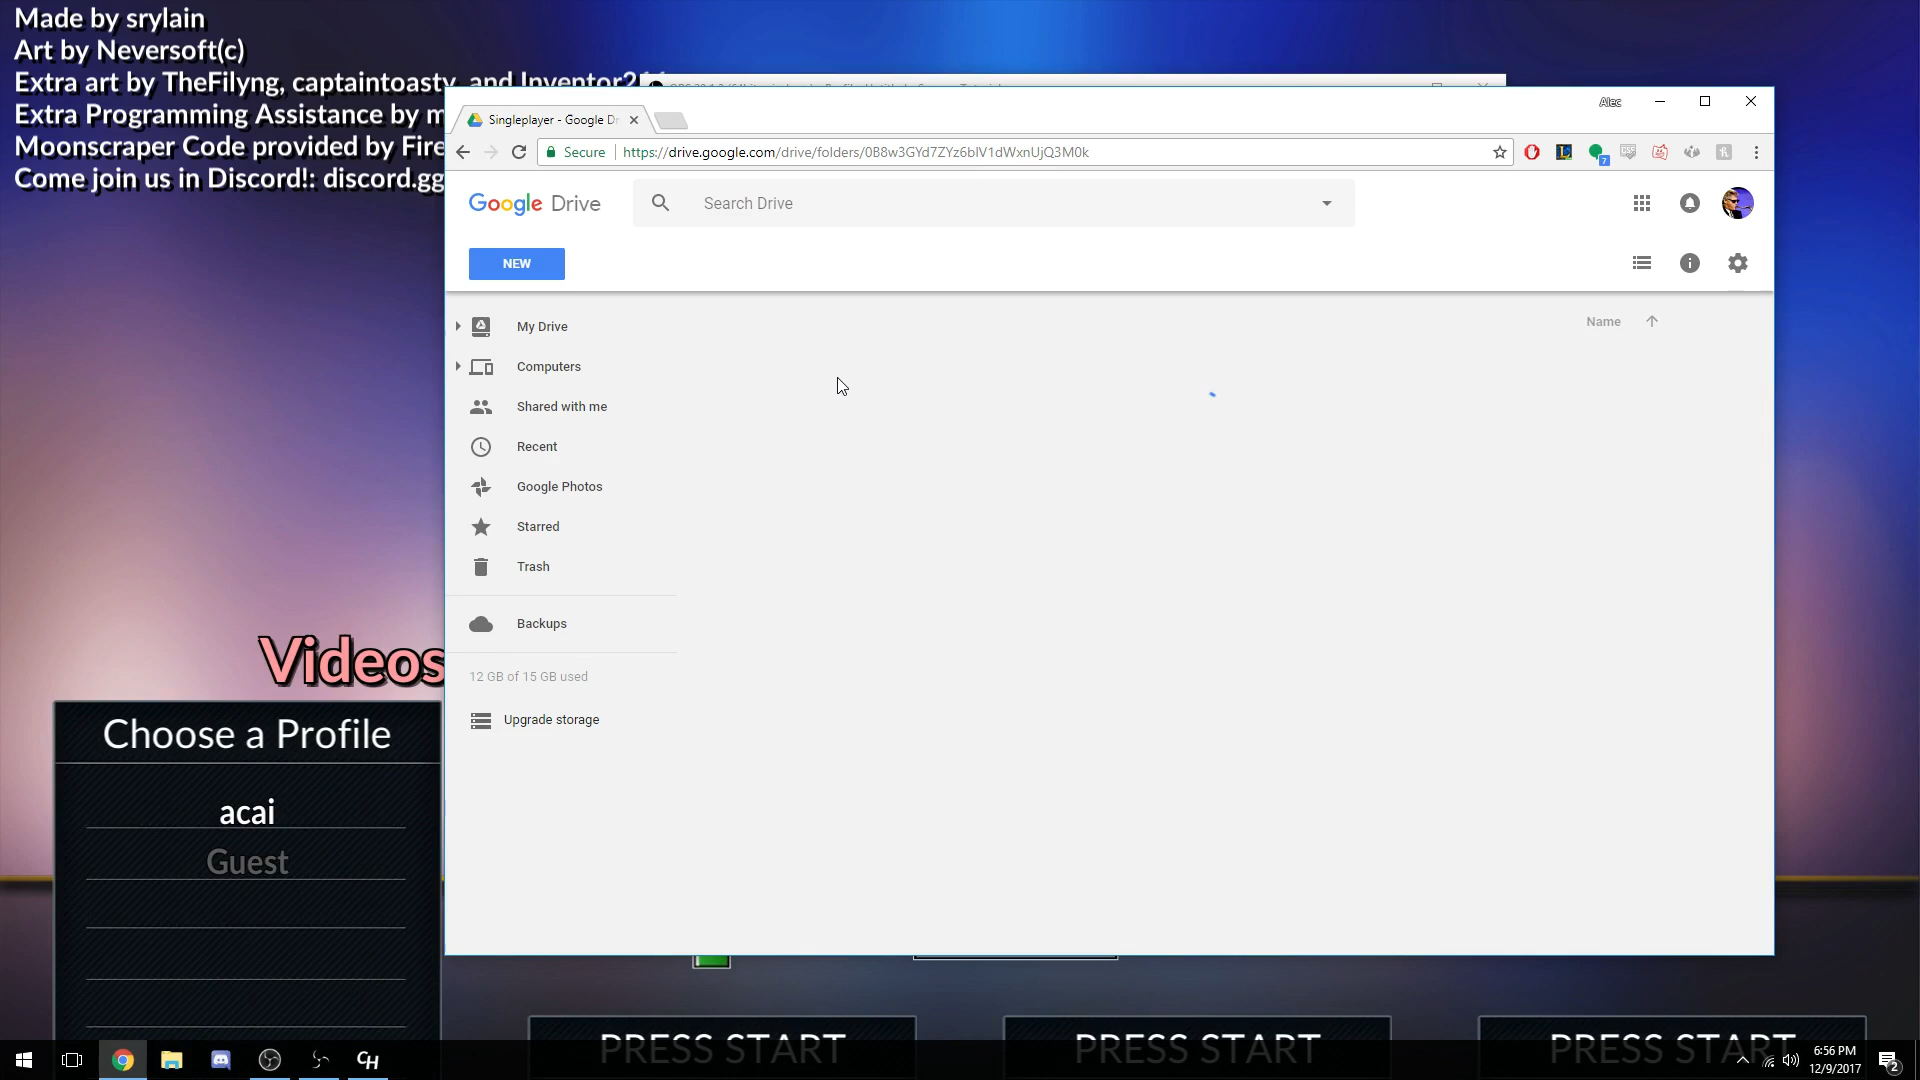 Made by srylain
Art by Neversoft(c)
Extra art by TheFilyng, captaintoasty, and
Extra Programming Assistance by
Moonscraper Code provided by
Come join us in Discord!: discord.gg
Alec
Singleplayer - Google Dr
Secure
https://drive.google.com/drive/folders/0B8w3GYd7ZYz6blV1dWxnUjQ3M0k
7
Google Drive
Search Drive
NEW
My Drive
Name
Computers
Shared with me
Recent
Google Photos
Starred
Trash
Backups
12 GB of 15 GB used
Upgrade storage
Videos
Choose a Profile
acai
Guest
PRESS START
PRESS START
PRESS START
CH
6:56 PM
12/9/2017
2